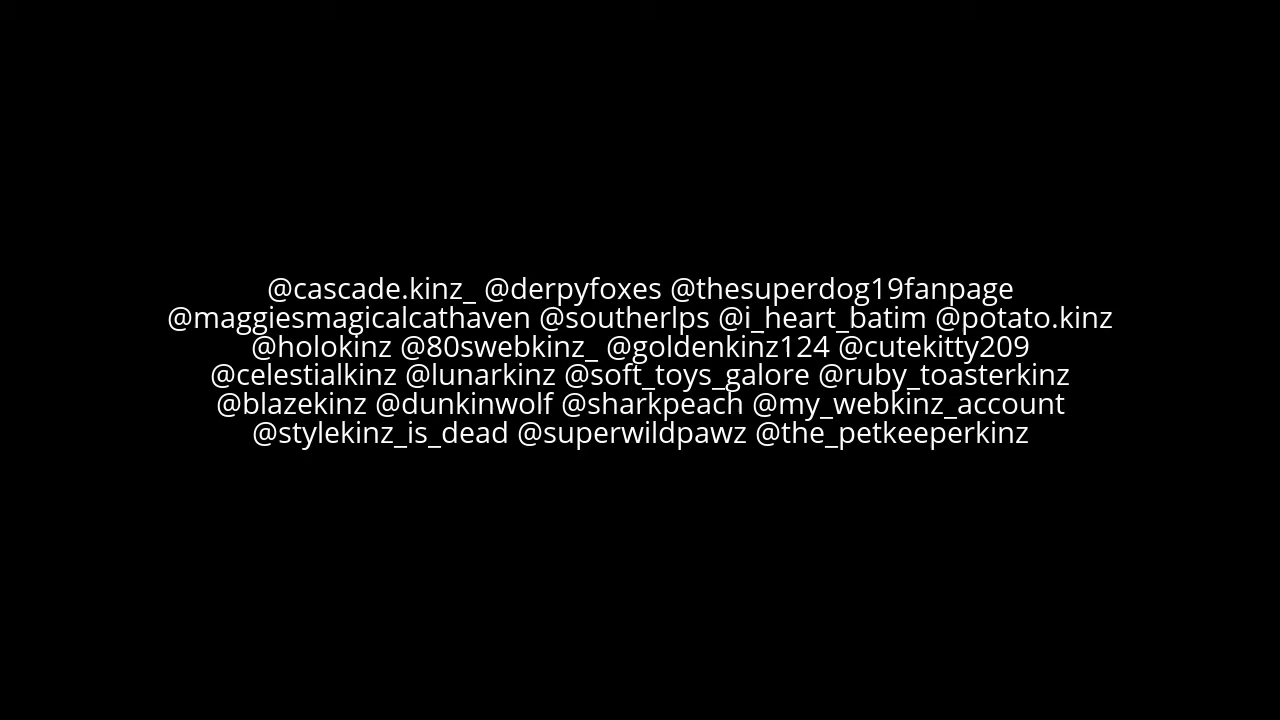 @cascade.kinz_ @derpyfoxes @thesuperdog19fanpage
@maggiesmagicalcathaven @southerlps @i_heart_batim @potato.kinz
@holokinz @80swebkinz_ @goldenkinz124 @cutekitty209
@celestialkinz @lunarkinz @soft_toys_galore @ruby_toasterkinz
@blazekinz @dunkinwolf @sharkpeach @my_webkinz_account
@stylekinz_is_dead @superwildpawz @the_petkeeperkinz